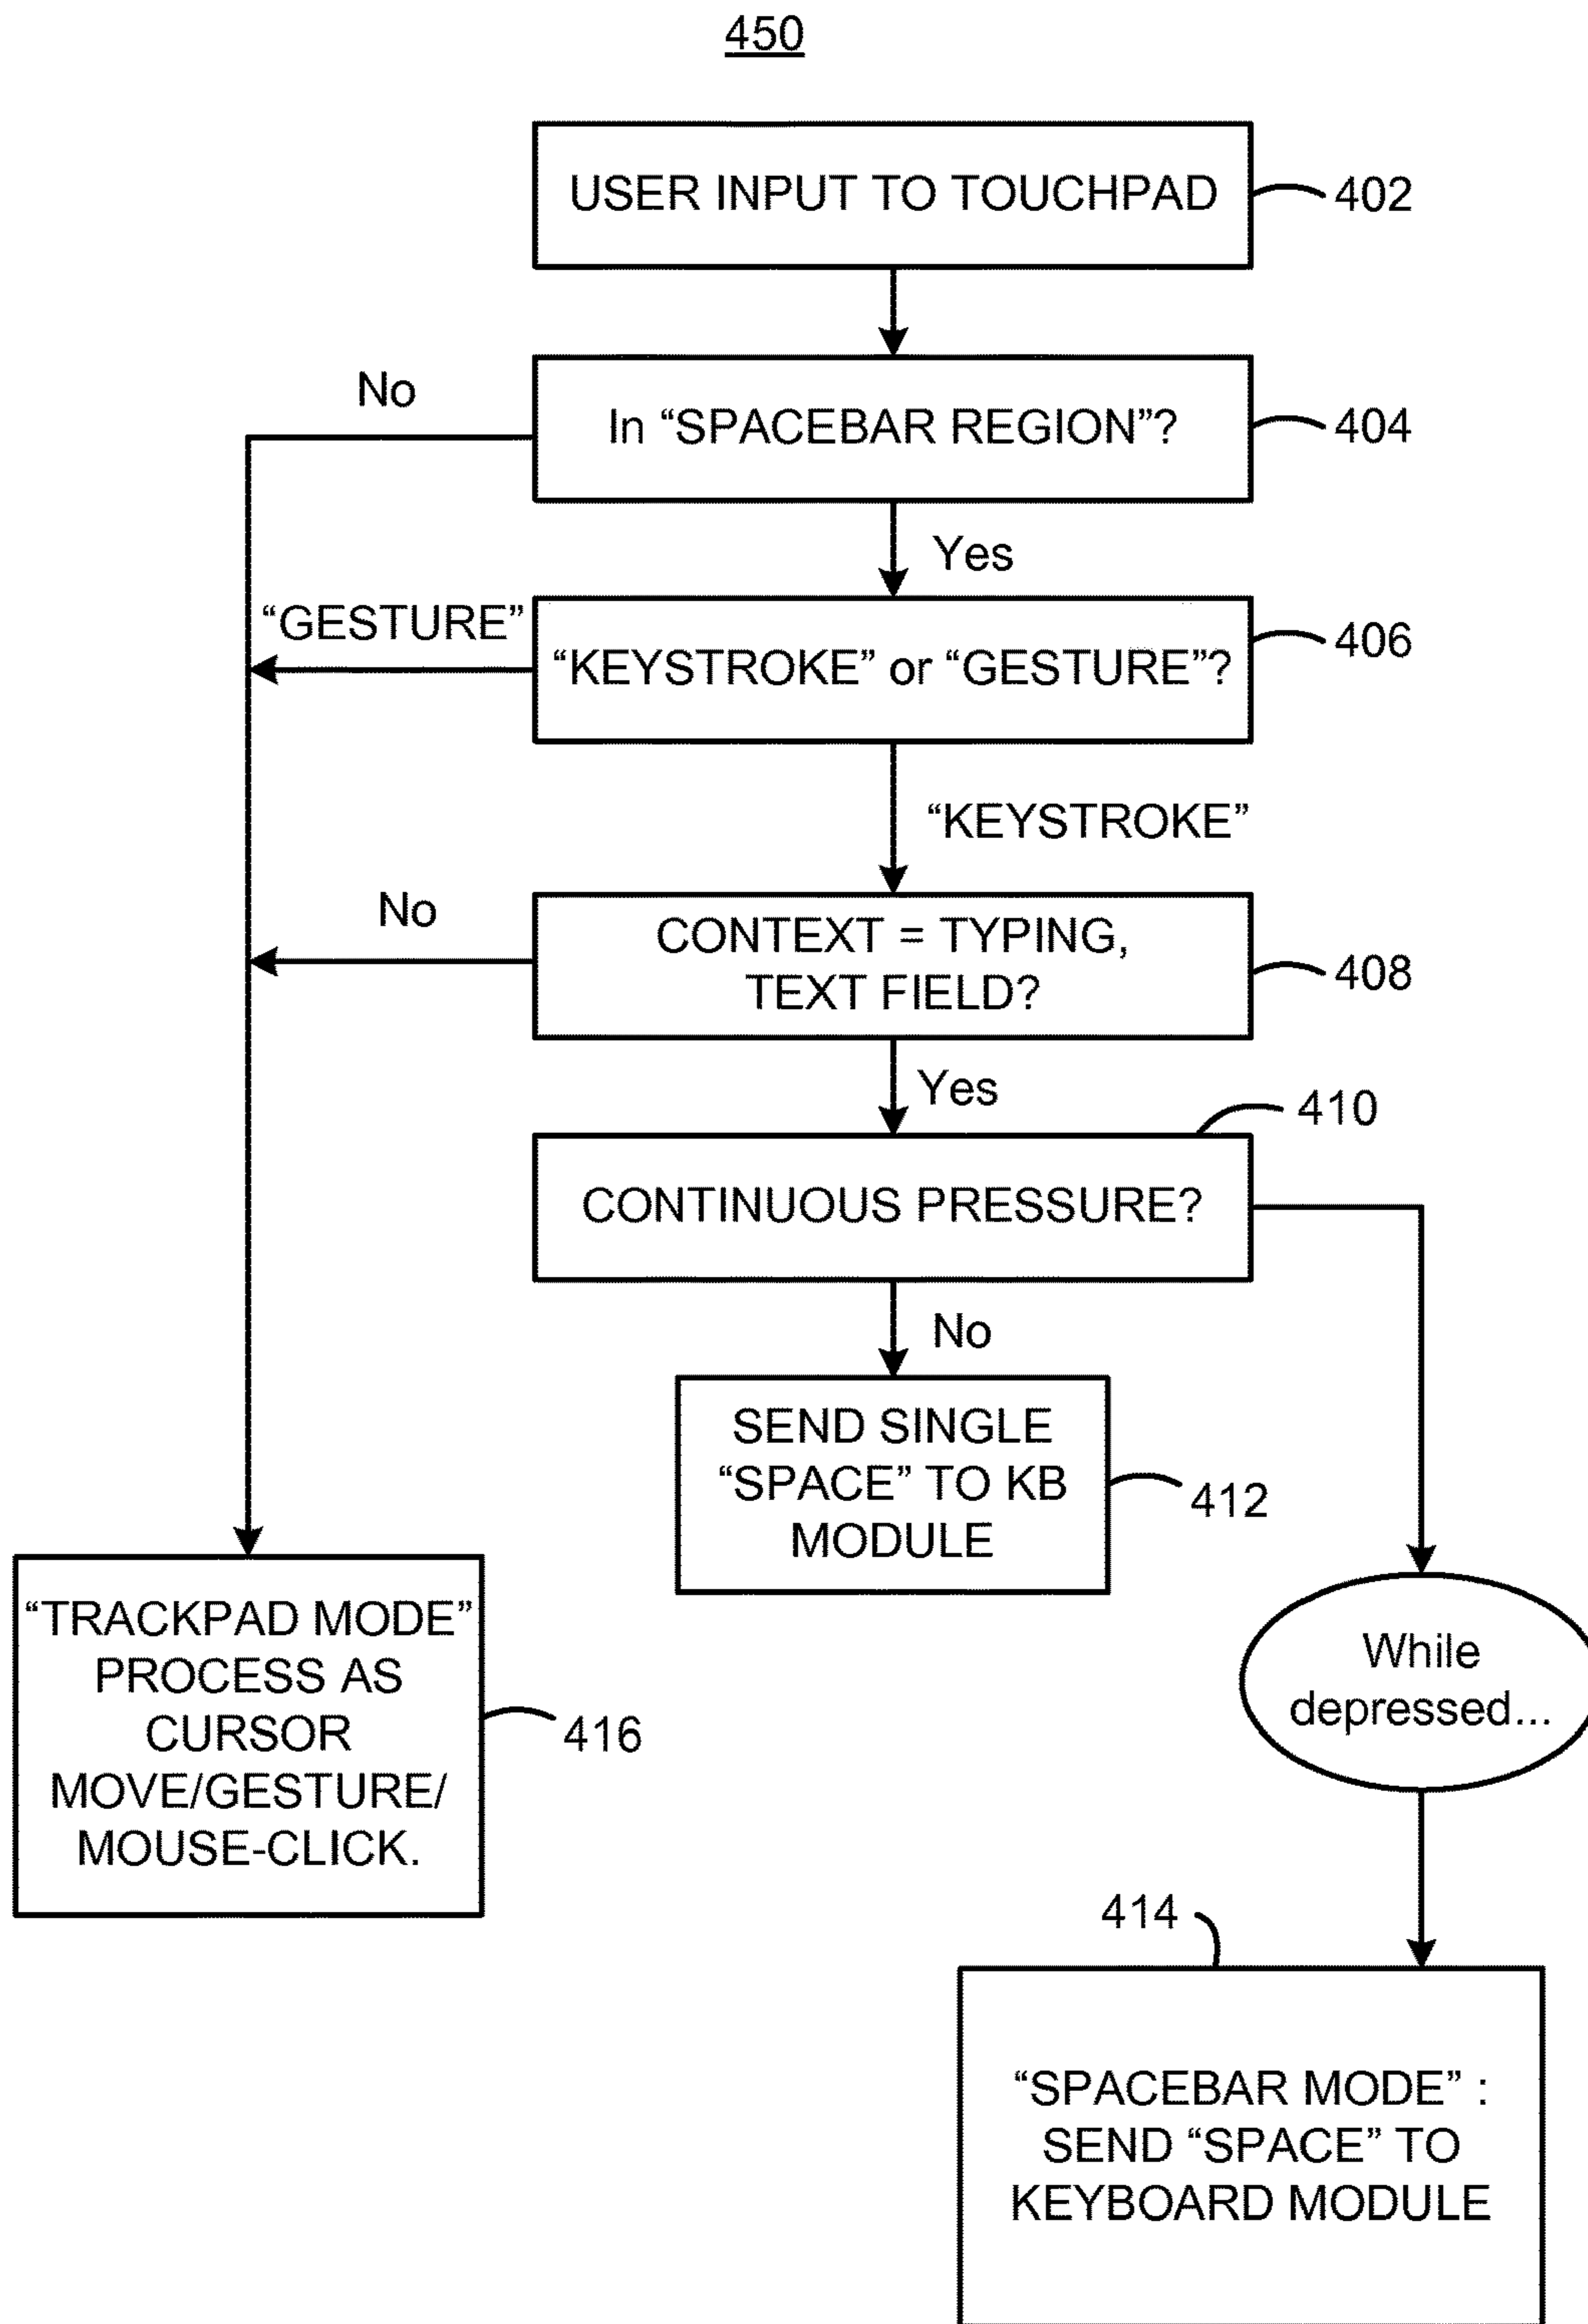 450
USER INPUT TO TOUCHPAD
402
No
In “SPACEBAR REGION”?
404
Yes
“GESTURE”
“KEYSTROKE” or “GESTURE”?
406
“KEYSTROKE”
No
CONTEXT = TYPING,
TEXT FIELD?
408
Yes
410
CONTINUOUS PRESSURE?
No
SEND SINGLE
“SPACE” TO KB
MODULE
412
“TRACKPAD MODE”
PROCESS AS
CURSOR
MOVE/GESTURE/
MOUSE-CLICK.
416
While
depressed...
414
“SPACEBAR MODE” :
SEND “SPACE” TO
KEYBOARD MODULE